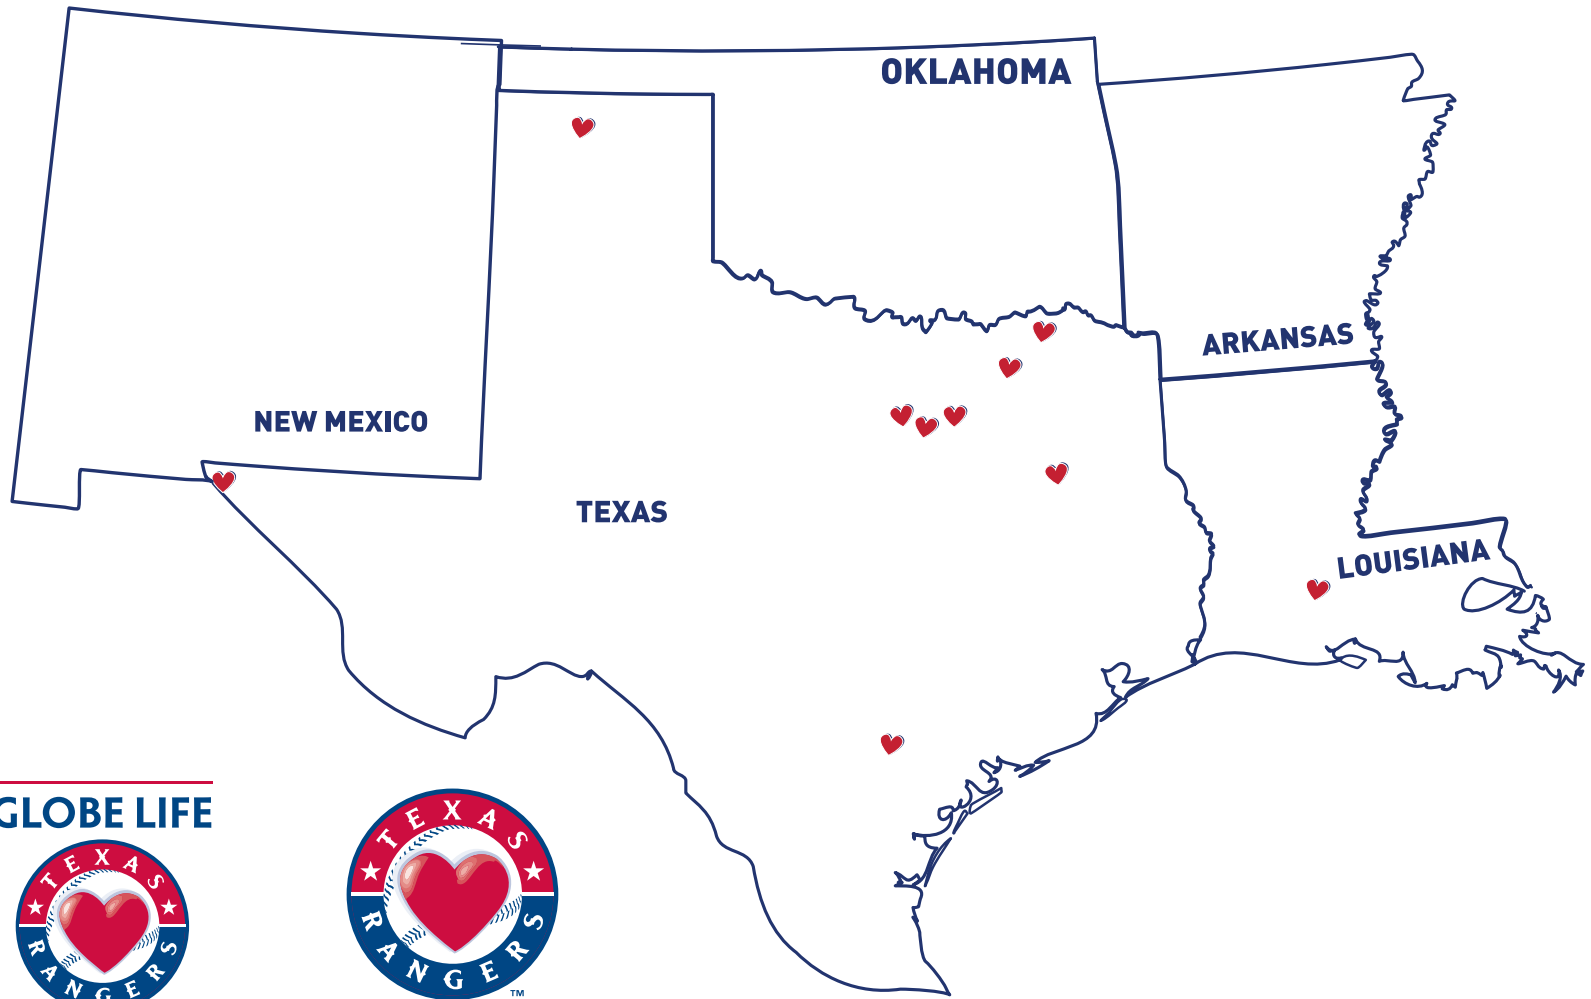 OKLAHOMA
ARKANSAS
NEW MEXICO
TEXAS
LOUISIANA
GLOBE LIFE
TEXAS
RANGERS
TEXAS
RANGERS
TM